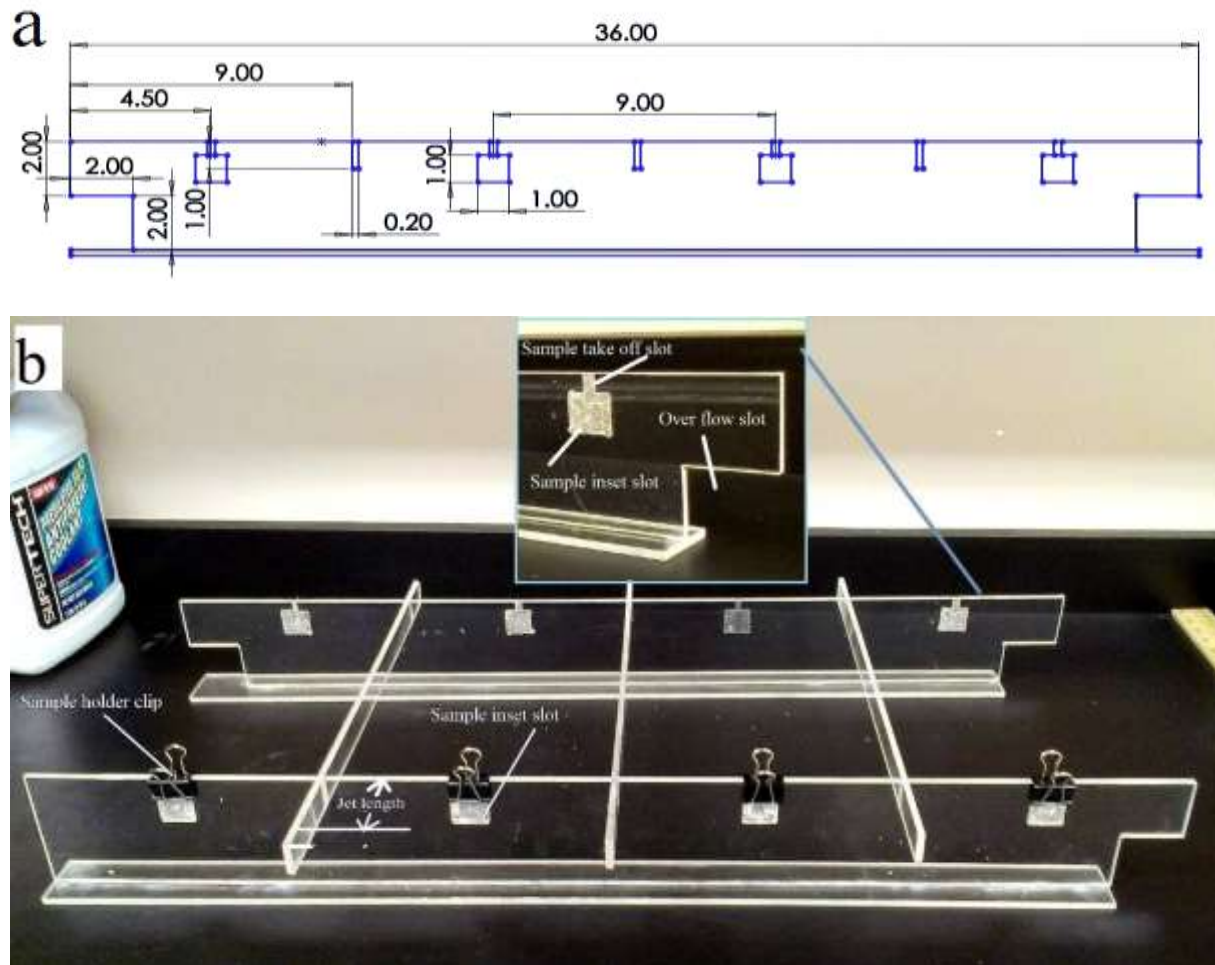 a
36.00
9.00
4.50
9.00
2.00
2.00
1.00
1.00
2.00
1.00
0.20
b
Sample take off slot
Over flow slot
Sample inset slot
SUPERTECH
Sample holder clip
Sample inset slot
Jet length